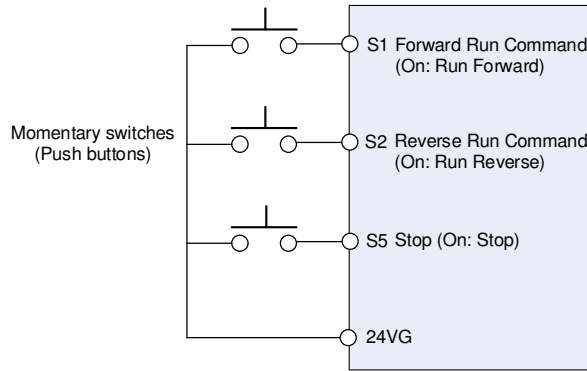 S1 Forward Run Command
(On: Run Forward)
Momentary switches
(Push buttons)
S2 Reverse Run Command
(On: Run Reverse)
S5 Stop (On: Stop)
24VG